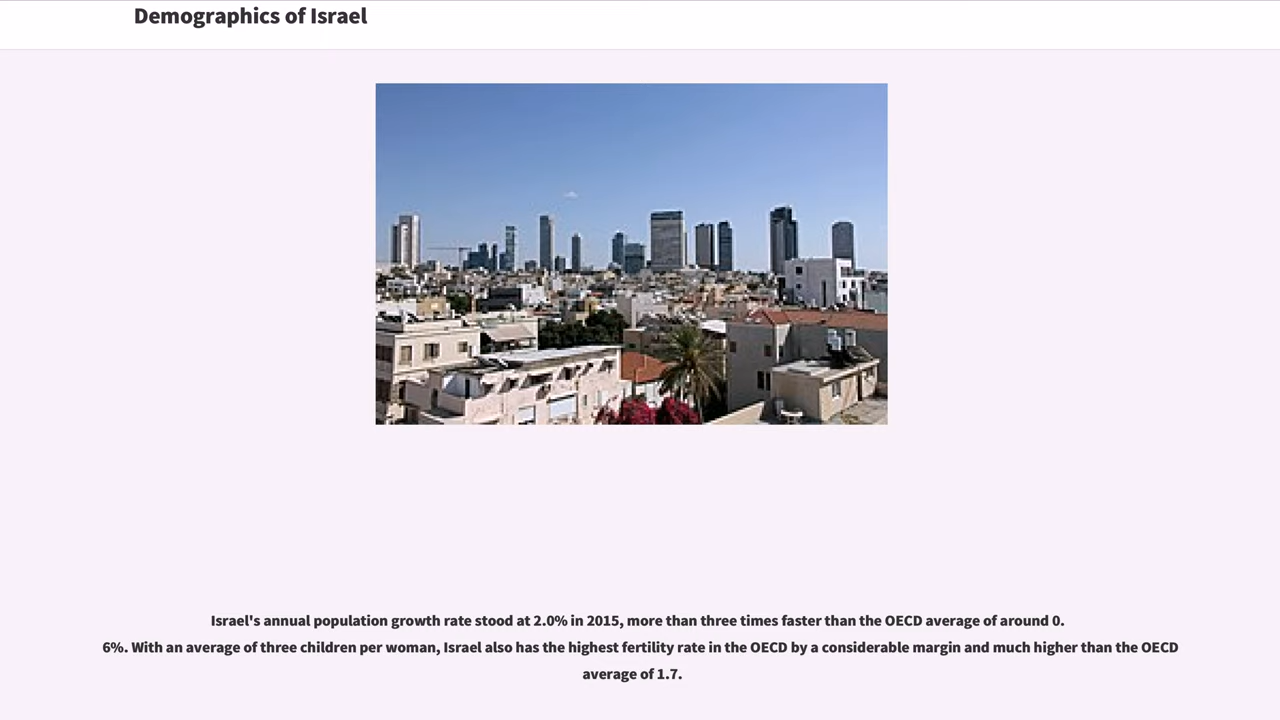 Demographics of Israel
Israel's annual population growth rate stood at 2.0% in 2015, more than three times faster than the OECD average of around 0.
6%. With an average of three children per woman, Israel also has the highest fertility rate in the OECD by a considerable margin and much higher than the OECD
average of 1.7.